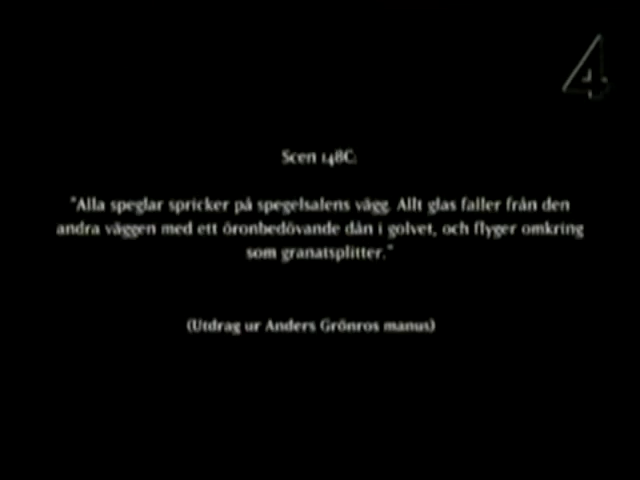 4
Scen 148C:
"Alla speglar spricker på spegelsalens vägg. Allt glas faller från den
andra väggen med ett öronbedövande dån i golvet, och flyger omkring
som granatsplitter."
(Utdrag ur Anders Grönros manus)